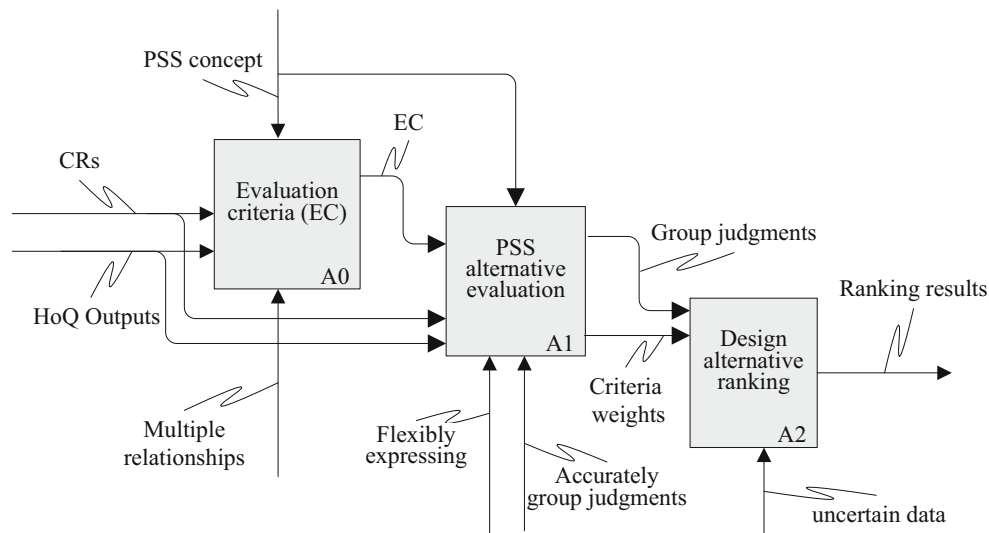 PSS concept
EC
CRs
Evaluation
criteria (EC)
A0
PSS
alternative
evaluation
A1
Group judgments
Ranking results
HoQ Outputs
Design
alternative
ranking
A2
Criteria
weights
Multiple
relationships
Flexibly
expressing
Accurately
group judgments
uncertain data